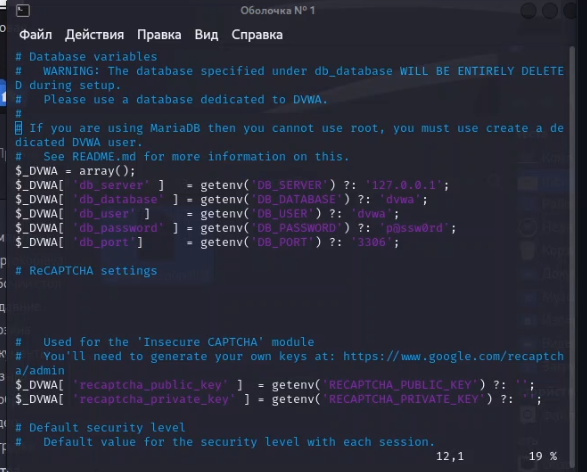 Оболочка № 1
Файл Действия Правка Вид Справка
# Database variables
#   WARNING: The database specified under db_database WILL BE ENTIRELY DELETE
D during setup.
#   Please use a database dedicated to DVWA.
#
# If you are using MariaDB then you cannot use root, you must use create a de
dicated DVWA user.
#   See README.md for more information on this.
$_DVWA = array();
$_DVWA[ 'db_server' ]   = getenv('DB_SERVER') ?: '127.0.0.1';
$_DVWA[ 'db_database' ] = getenv('DB_DATABASE') ?: 'dvwa';
$_DVWA[ 'db_user' ]     = getenv('DB_USER') ?: 'dvwa';
$_DVWA[ 'db_password' ] = getenv('DB_PASSWORD') ?: 'p@ssw0rd';
$_DVWA[ 'db_port']      = getenv('DB_PORT') ?: '3306';
# ReCAPTCHA settings
#   Used for the 'Insecure CAPTCHA' module
#   You'll need to generate your own keys at: https://www.google.com/recaptch
a/admin
$_DVWA[ 'recaptcha_public_key' ]  = getenv('RECAPTCHA_PUBLIC_KEY') ?: '';
$_DVWA[ 'recaptcha_private_key' ] = getenv('RECAPTCHA_PRIVATE_KEY') ?: '';
# Default security level
#   Default value for the security level with each session.
12,1 19 %